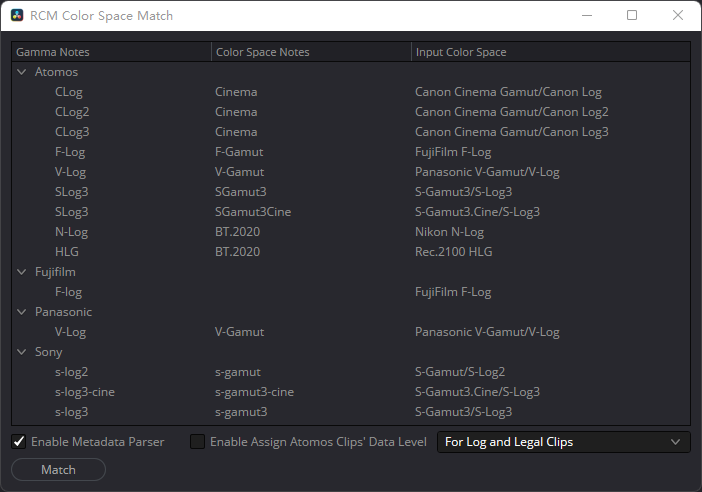 RCM Color Space Match
Gamma Notes Color Space Notes Input Color Space
Atomos
CLog Cinema Canon Cinema Gamut/Canon Log
CLog2 Cinema Canon Cinema Gamut/Canon Log2
CLog3 Cinema Canon Cinema Gamut/Canon Log3
F-Log F-Gamut FujiFilm F-Log
V-Log V-Gamut Panasonic V-Gamut/V-Log
SLog3 SGamut3 S-Gamut3/S-Log3
SLog3 SGamut3Cine S-Gamut3.Cine/S-Log3
N-Log BT.2020 Nikon N-Log
HLG BT.2020 Rec.2100 HLG
Fujifilm
F-log FujiFilm F-Log
Panasonic
V-Log V-Gamut Panasonic V-Gamut/V-Log
Sony
s-log2 s-gamut S-Gamut/S-Log2
s-log3-cine s-gamut3-cine S-Gamut3.Cine/S-Log3
s-log3 s-gamut3 S-Gamut3/S-Log3
Enable Metadata Parser Enable Assign Atomos Clips' Data Level For Log and Legal Clips
Match